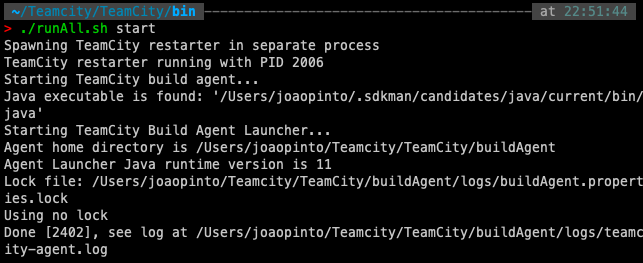 ~/Teamcity/TeamCity/bin at 22:51:44
> ./runAll.sh start
Spawning TeamCity restarter in separate process
TeamCity restarter running with PID 2006
Starting TeamCity build agent...
Java executable is found: '/Users/joaopinto/.sdkman/candidates/java/current/bin/
java'
Starting TeamCity Build Agent Launcher...
Agent home directory is /Users/joaopinto/Teamcity/TeamCity/buildAgent
Agent Launcher Java runtime version is 11
Lock file: /Users/joaopinto/Teamcity/TeamCity/buildAgent/logs/buildAgent.propert
ies.lock
Using no lock
Done [2402], see log at /Users/joaopinto/Teamcity/TeamCity/buildAgent/logs/teamc
ity-agent.log